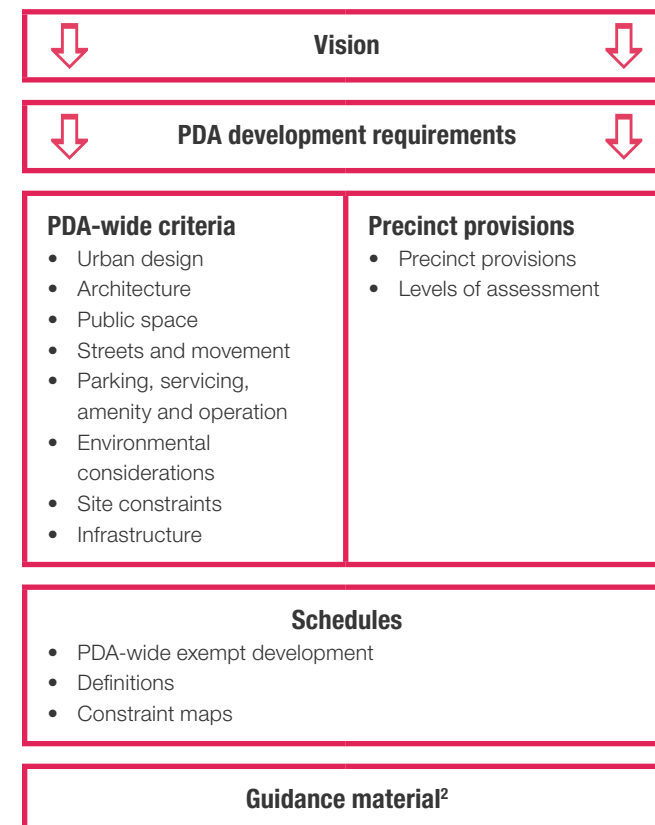 Vision
PDA development requirements
PDA-wide criteria
• Urban design
• Architecture
• Public space
• Streets and movement
• Parking, servicing,
amenity and operation
• Environmental
considerations
• Site constraints
• Infrastructure
Precinct provisions
• Precinct provisions
• Levels of assessment
Schedules
• PDA-wide exempt development
• Definitions
• Constraint maps
Guidance material²